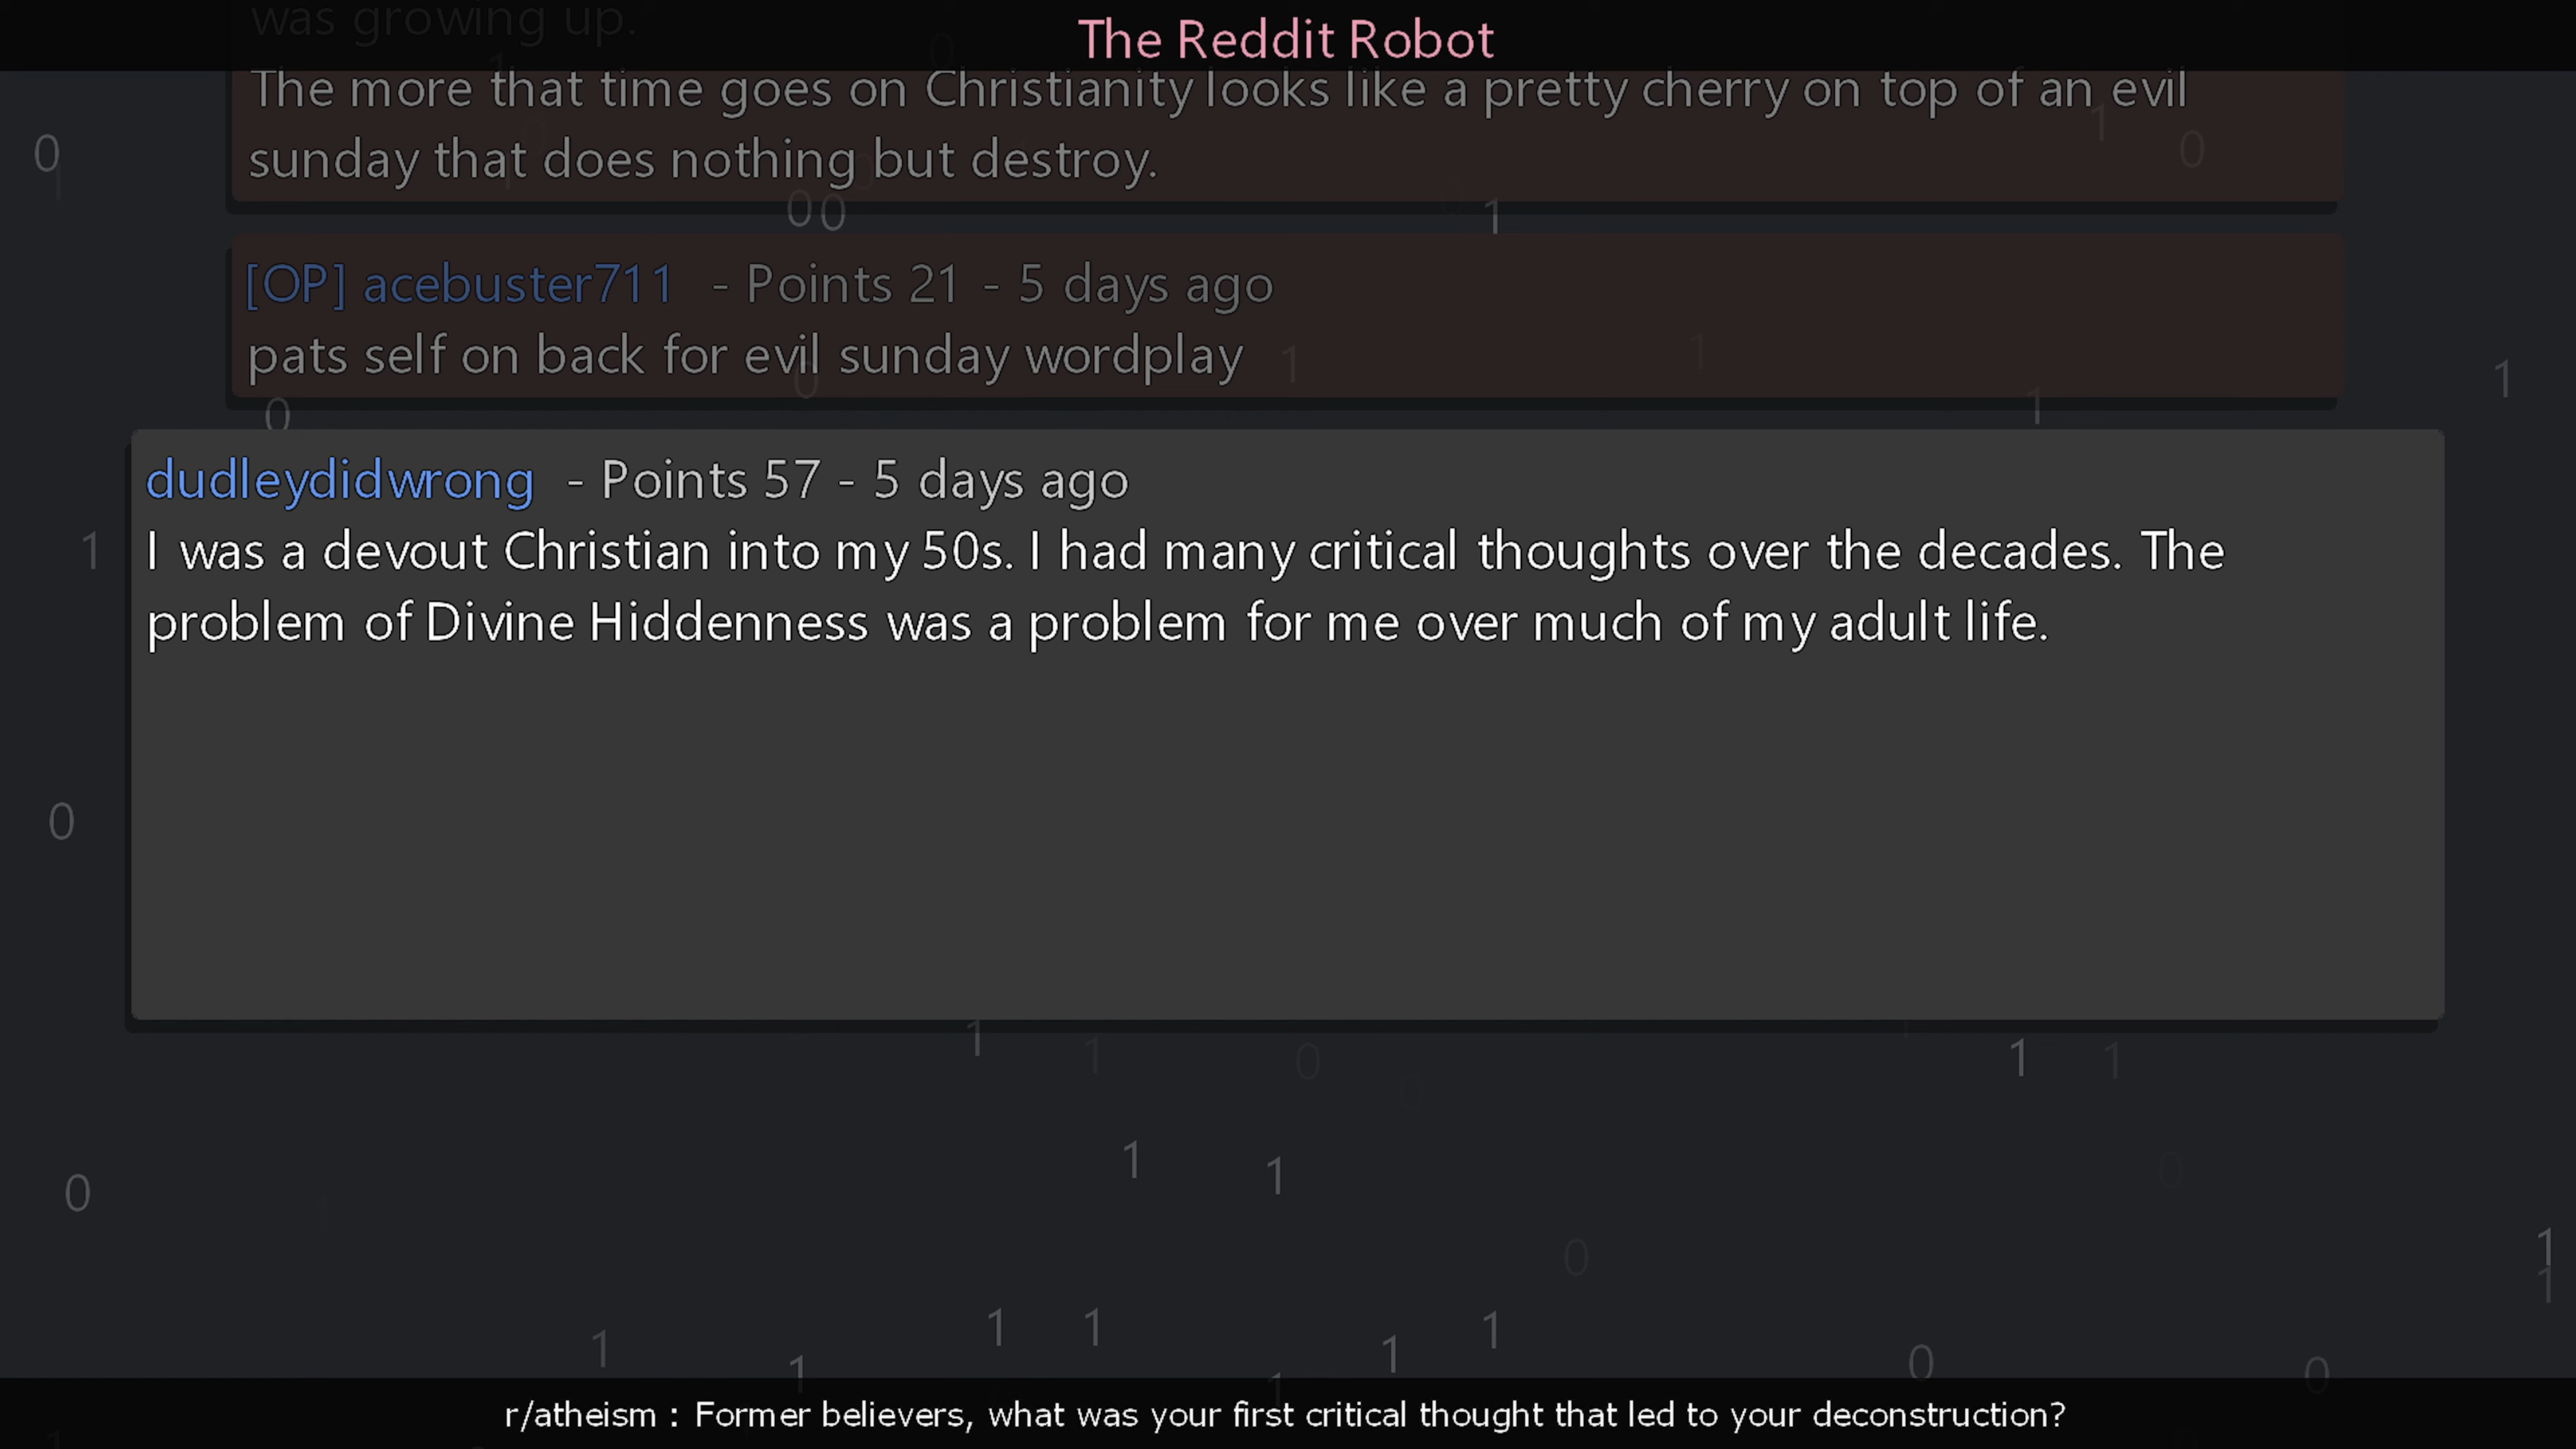 was growing up.
The Reddit Robot
The more that time goes on Christianity looks like a pretty cherry on top of an evil
sunday that does nothing but destroy.
[OP] acebuster711 - Points 21 - 5 days ago
pats self on back for evil sunday wordplay
dudleydidwrong - Points 57 - 5 days ago
I was a devout Christian into my 50s. I had many critical thoughts over the decades. The
problem of Divine Hiddenness was a problem for me over much of my adult life.
r/atheism : Former believers, what was your first critical thought that led to your deconstruction?